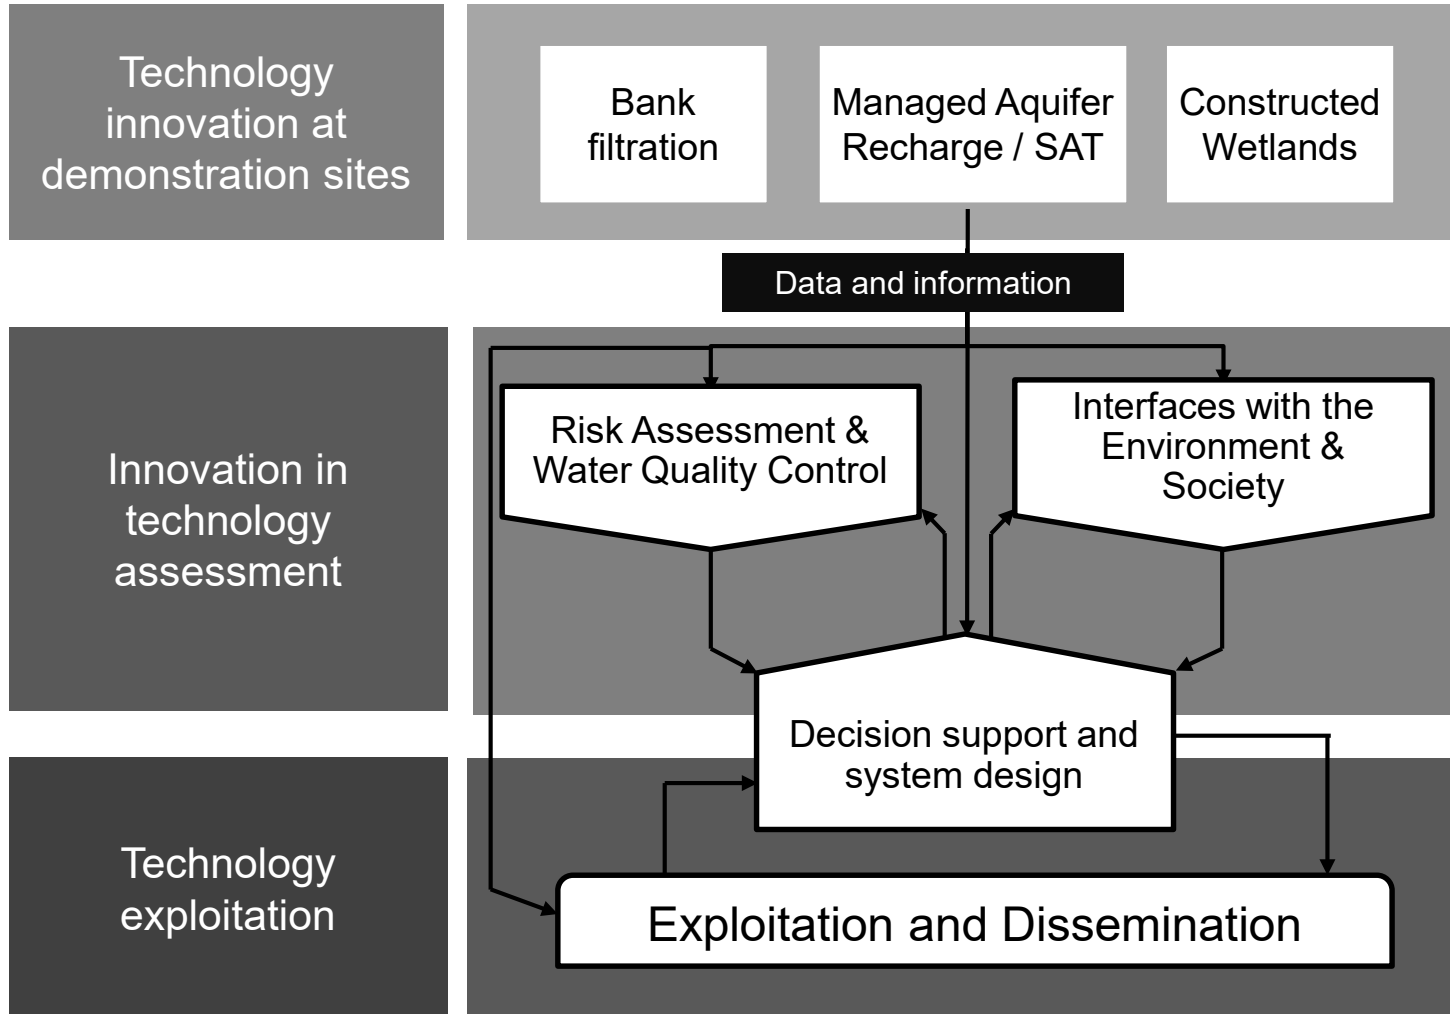 Technology
innovation at
demonstration sites
Bank
filtration
Managed Aquifer
Recharge / SAT
Constructed
Wetlands
Data and information
Innovation in
technology
assessment
Risk Assessment &
Water Quality Control
Interfaces with the
Environment &
Society
Decision support and
system design
Technology
exploitation
Exploitation and Dissemination